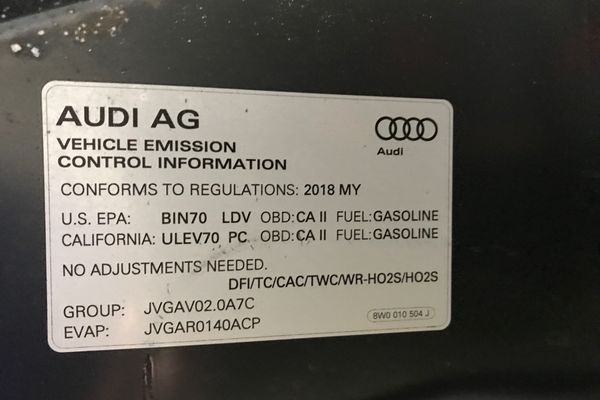 AUDI AG
Audi
VEHICLE EMISSION
CONTROL INFORMATION
CONFORMS TO REGULATIONS: 2018 MY
U.S. EPA: BIN70 LDV OBD:CA II FUEL:GASOLINE
CALIFORNIA: ULEV70 PC OBD:CA II FUEL:GASOLINE
NO ADJUSTMENTS NEEDED.
DFI/TC/CAC/TWC/WR-HO2S/HO2S
GROUP: JVGAV02.0A7C
EVAP: JVGAR0140ACP
8W0 010 504 J